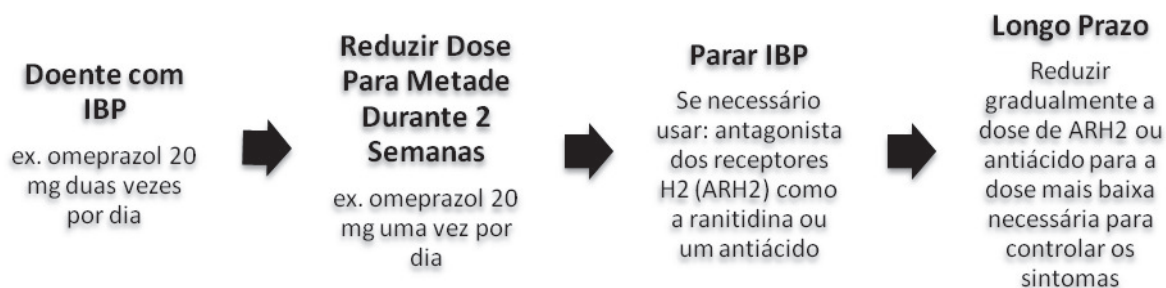 Doente com
IBP
ex. omeprazol 20
mg duas vezes
por dia
Reduzir Dose
Para Metade
Durante 2
Semanas
ex. omeprazol 20
mg uma vez por
dia
Parar IBP
Se necessário
usar: antagonista
dos receptores
H2 (ARH2) como
a ranitidina ou
um antiácido
Longo Prazo
Reduzir
gradualmente a
dose de ARH2 ou
antiácido para a
dose mais baixa
necessária para
controlar os
sintomas